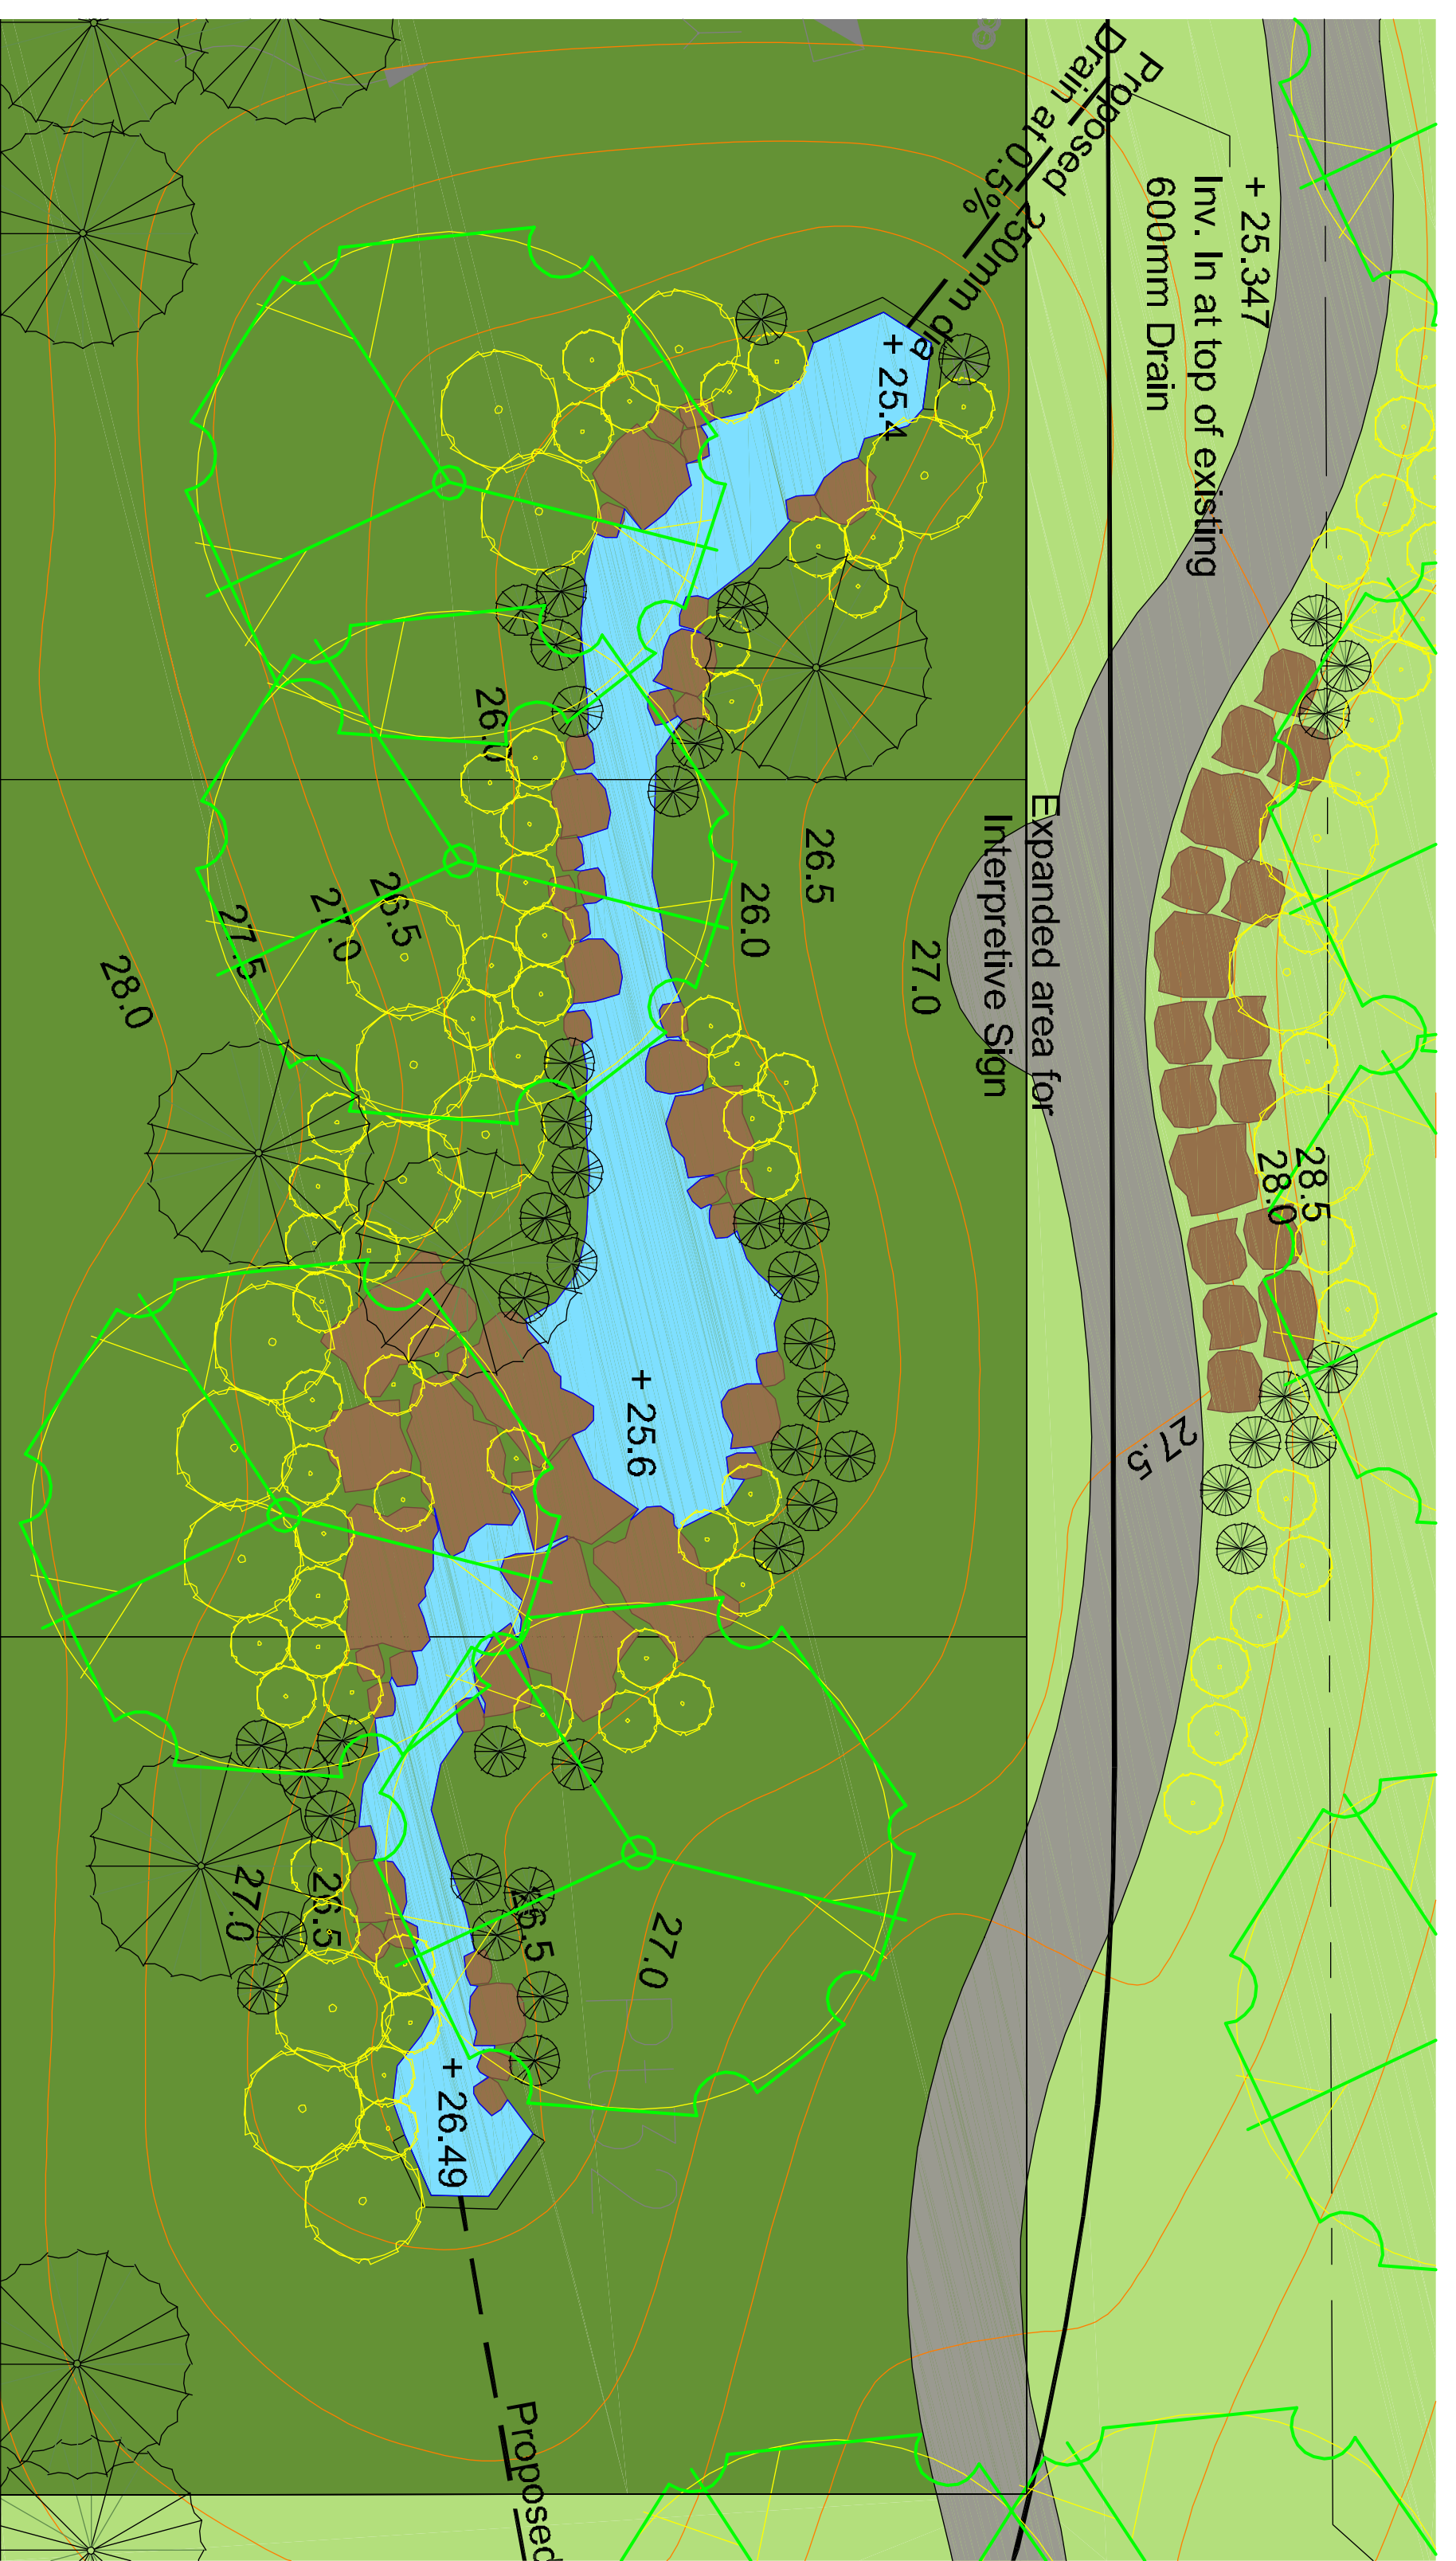 Proposed 250mm dia
Drain at 0.5%
+ 25.347
Inv. In at top of existing
600mm Drain
+ 25.4
26.0
26.5
26.0
27.0
Expanded area for
Interpretive Sign
26.5
27.0
27.5
28.0
28.5
28.0
27.5
+ 25.6
27.0
26.5
26.5
27.0
+ 26.49
Proposed